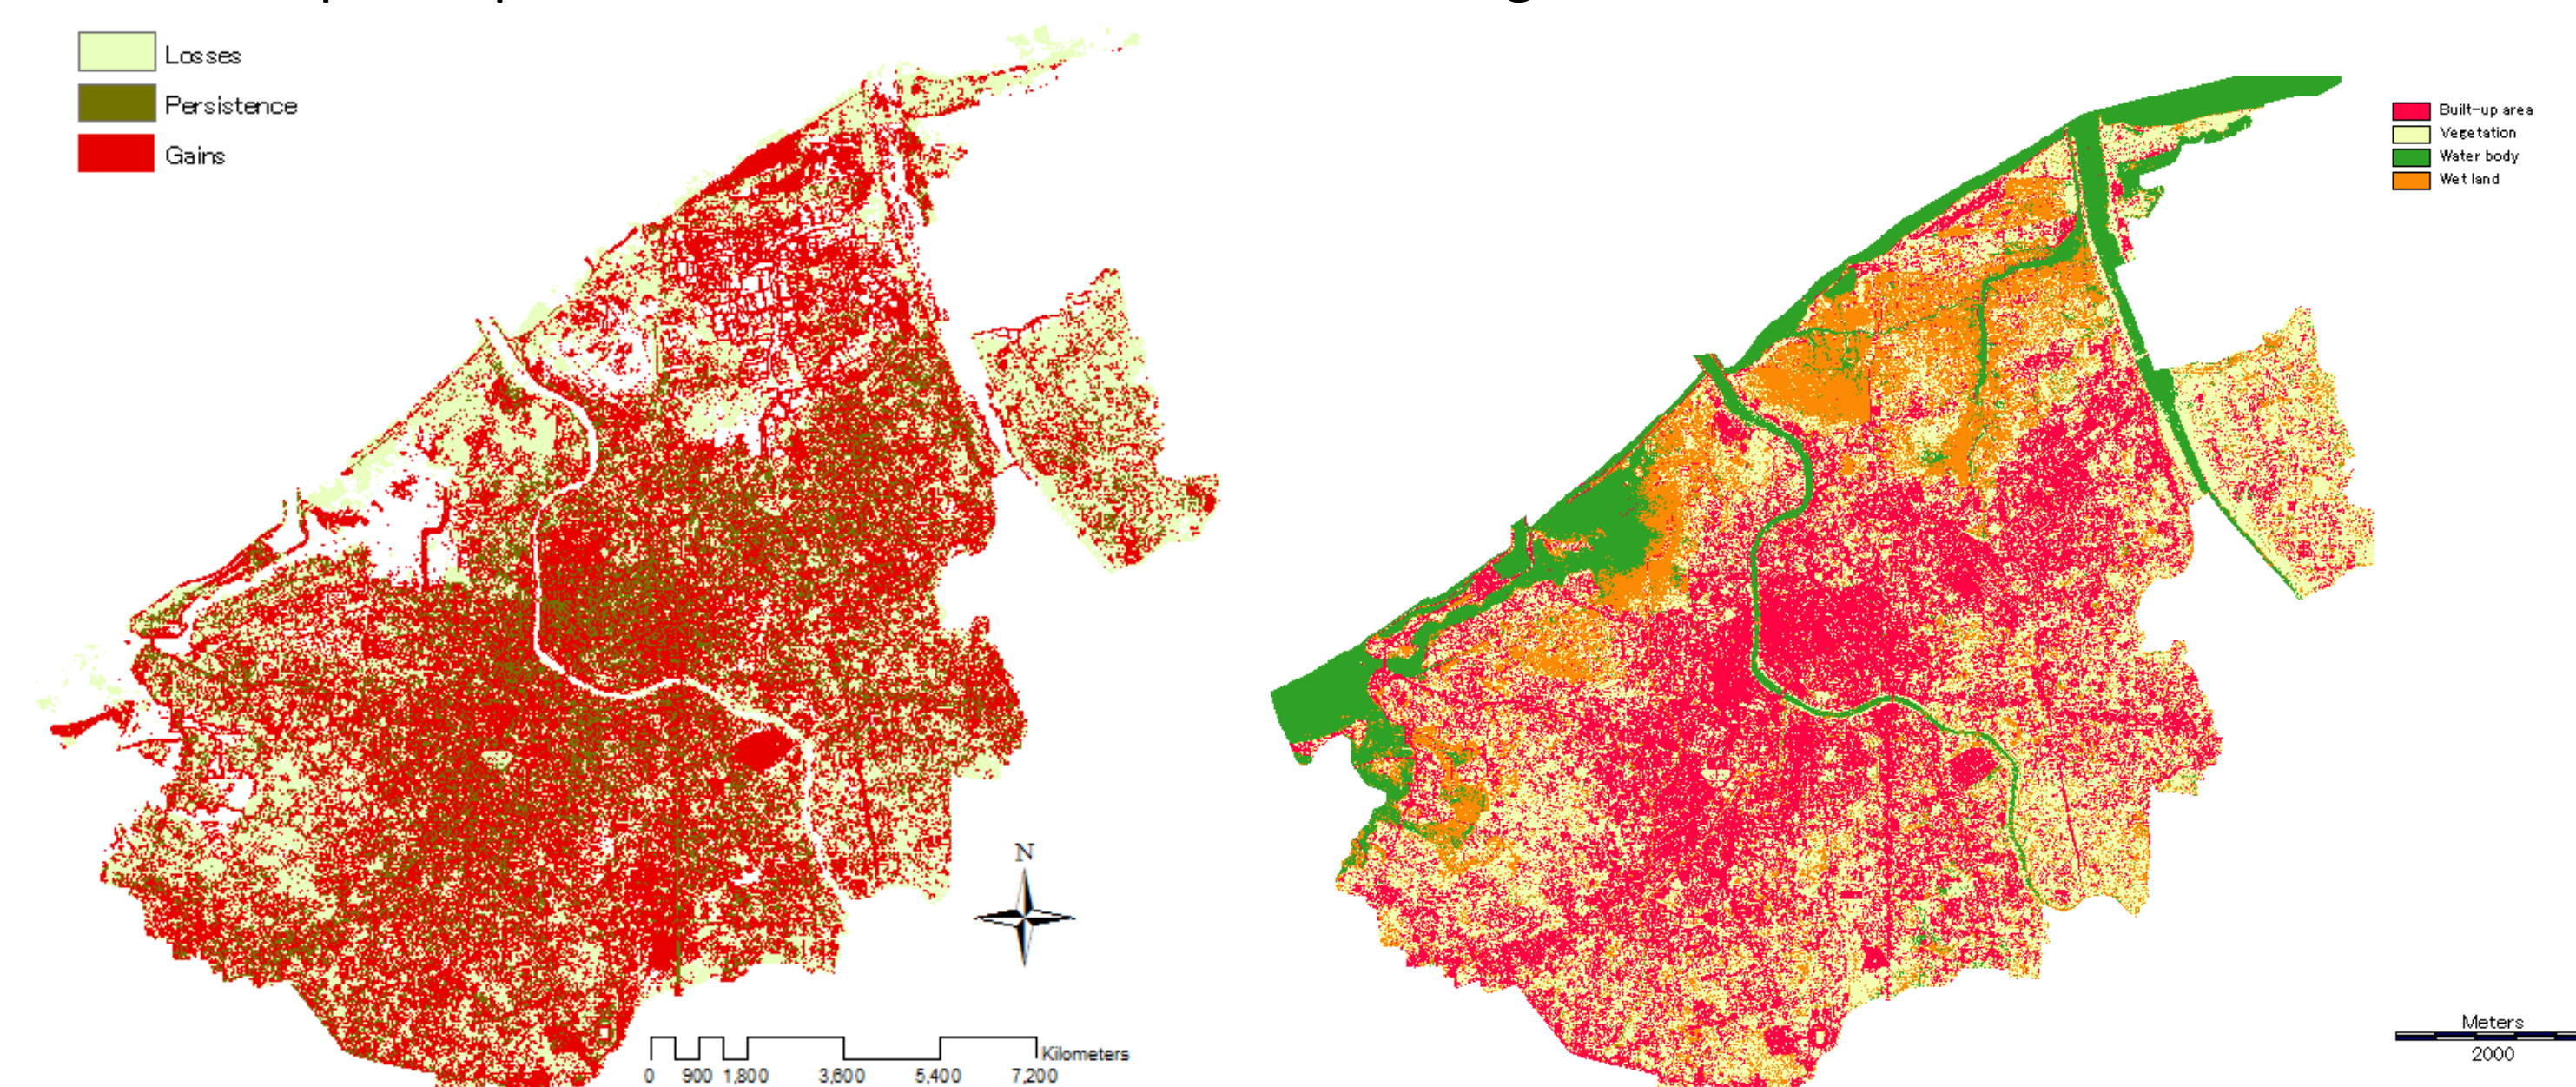 Losses
Persistence
Gains
N
Kilometers
0 900 1,800 3,600 5,400 7,200
Built-up area
Vegetation
Water body
Wet land
Meters
2000